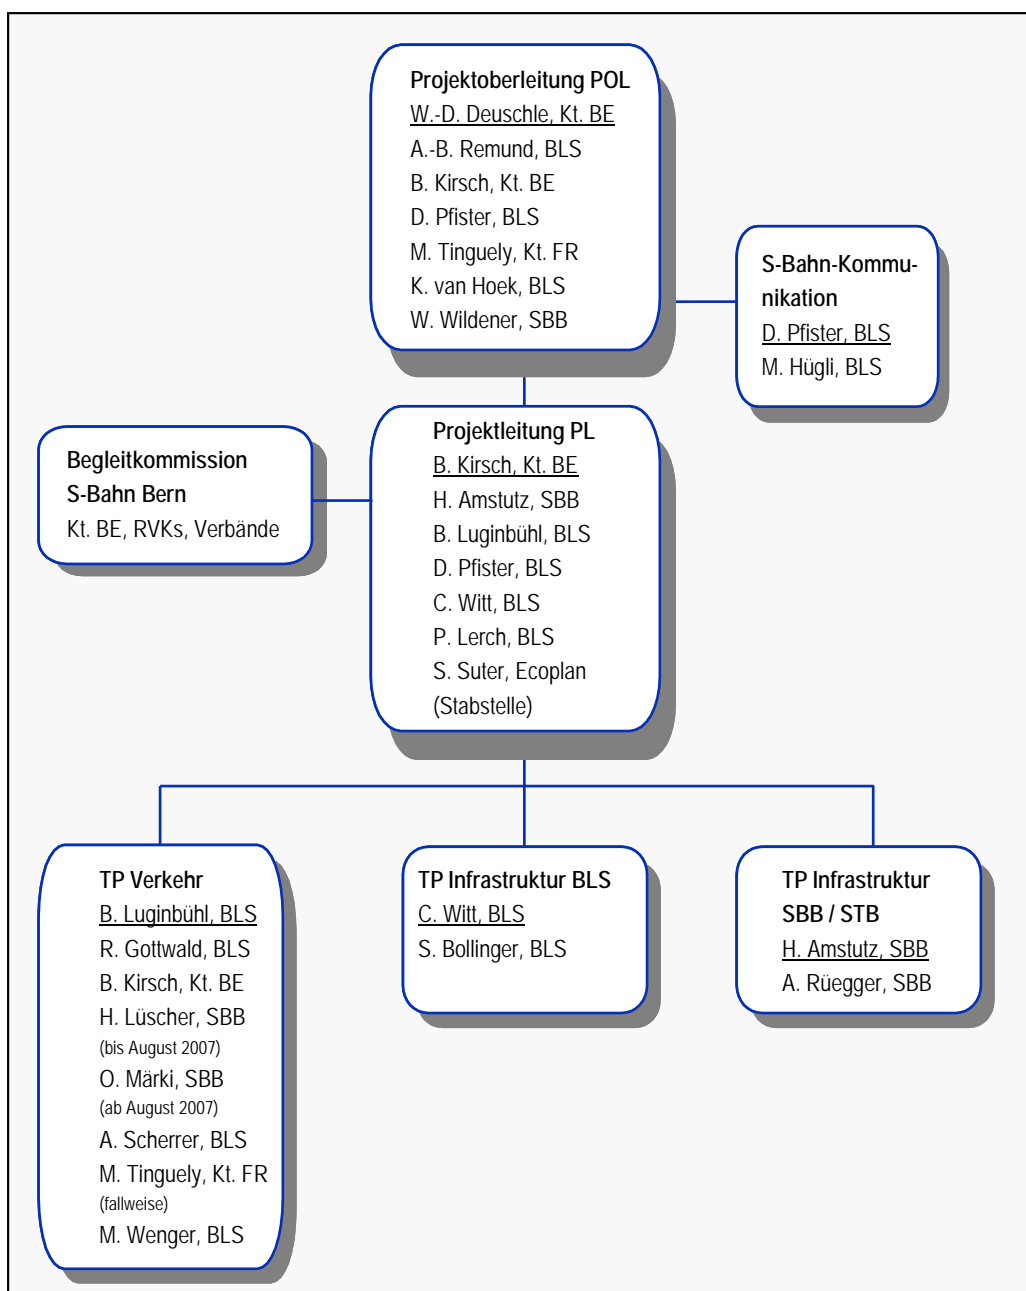 Projektoberleitung POL
W.-D. Deuschle, Kt. BE
A.-B. Remund, BLS
B. Kirsch, Kt. BE
D. Pfister, BLS
M. Tinguely, Kt. FR
K. van Hoek, BLS
W. Wildener, SBB
S-Bahn-Kommu-
nikation
D. Pfister, BLS
M. Hügli, BLS
Begleitkommission
S-Bahn Bern
Kt. BE, RVKs, Verbände
Projektleitung PL
B. Kirsch, Kt. BE
H. Amstutz, SBB
B. Luginbühl, BLS
D. Pfister, BLS
C. Witt, BLS
P. Lerch, BLS
S. Suter, Ecoplan
(Stabstelle)
TP Verkehr
B. Luginbühl, BLS
R. Gottwald, BLS
B. Kirsch, Kt. BE
H. Lüscher, SBB
(bis August 2007)
O. Märki, SBB
(ab August 2007)
A. Scherrer, BLS
M. Tinguely, Kt. FR
(fallweise)
M. Wenger, BLS
TP Infrastruktur BLS
C. Witt, BLS
S. Bollinger, BLS
TP Infrastruktur
SBB / STB
H. Amstutz, SBB
A. Rüegger, SBB